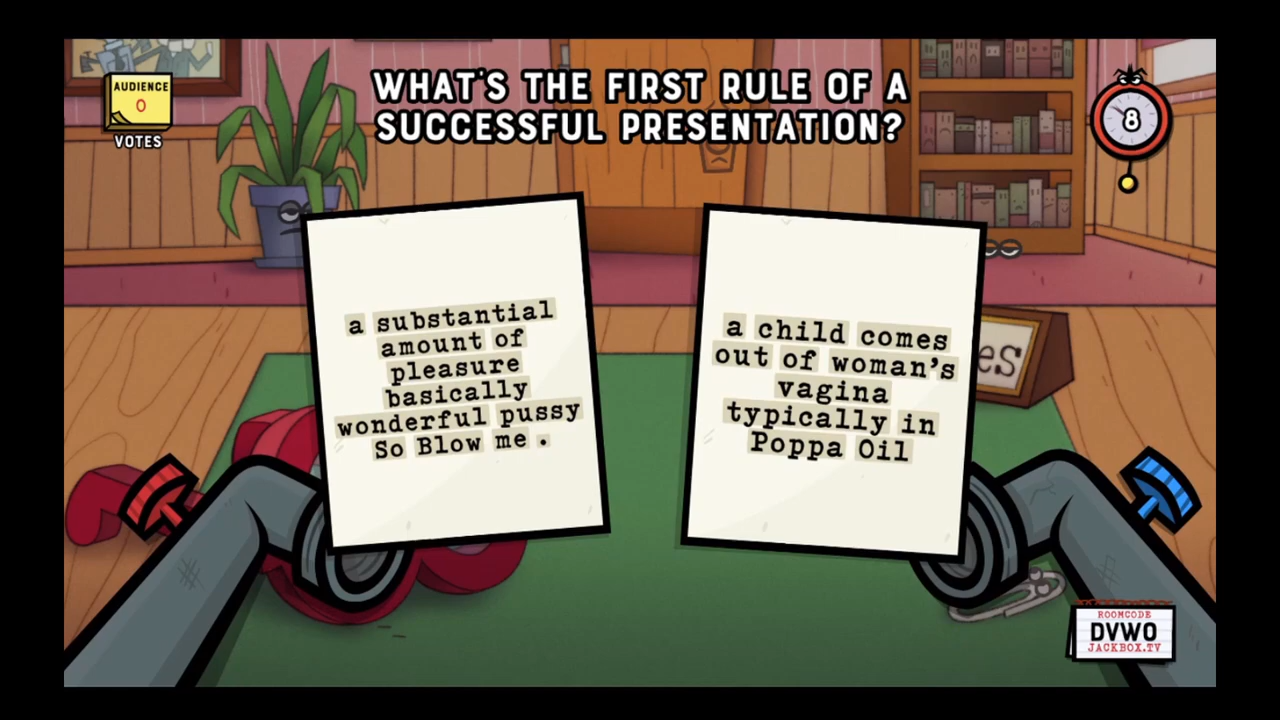 AUDIENCE
0
VOTES
WHAT'S THE FIRST RULE OF A
SUCCESSFUL PRESENTATION?
8
a substantial
amount of
pleasure
basically
wonderful pussy
So Blow me .
a child comes
out of woman's
vagina
typically in
Poppa Oil
es
ROOMCODE
DVWO
JACKBOX.TV